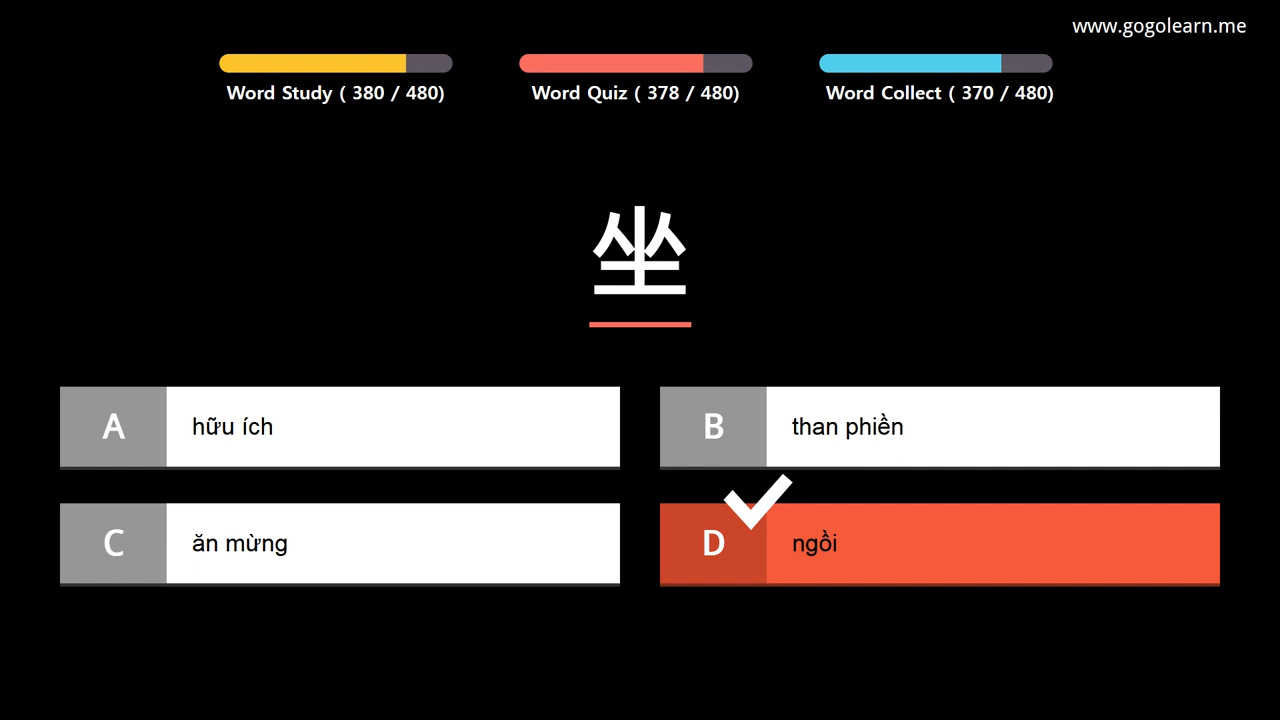 www.gogolearn.me
Word Study ( 380 / 480)
Word Quiz ( 378 / 480)
Word Collect ( 370 / 480)
坐
A hữu ích
B than phiền
C ăn mừng
D ngồi